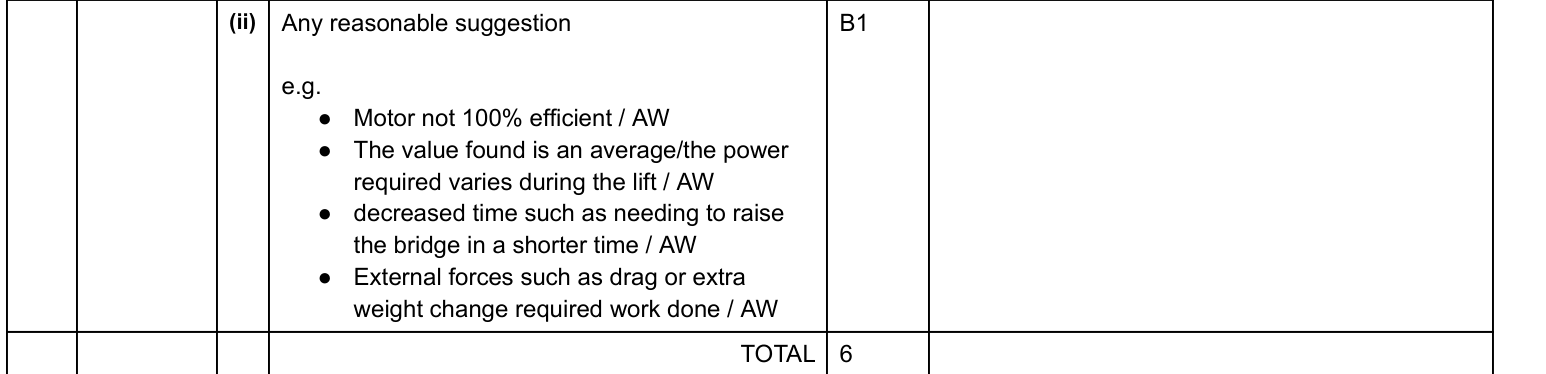 (ii) Any reasonable suggestion B1
e.g.
● Motor not 100% efficient / AW
● The value found is an average/the power
required varies during the lift / AW
● decreased time such as needing to raise
the bridge in a shorter time / AW
● External forces such as drag or extra
weight change required work done / AW
TOTAL 6